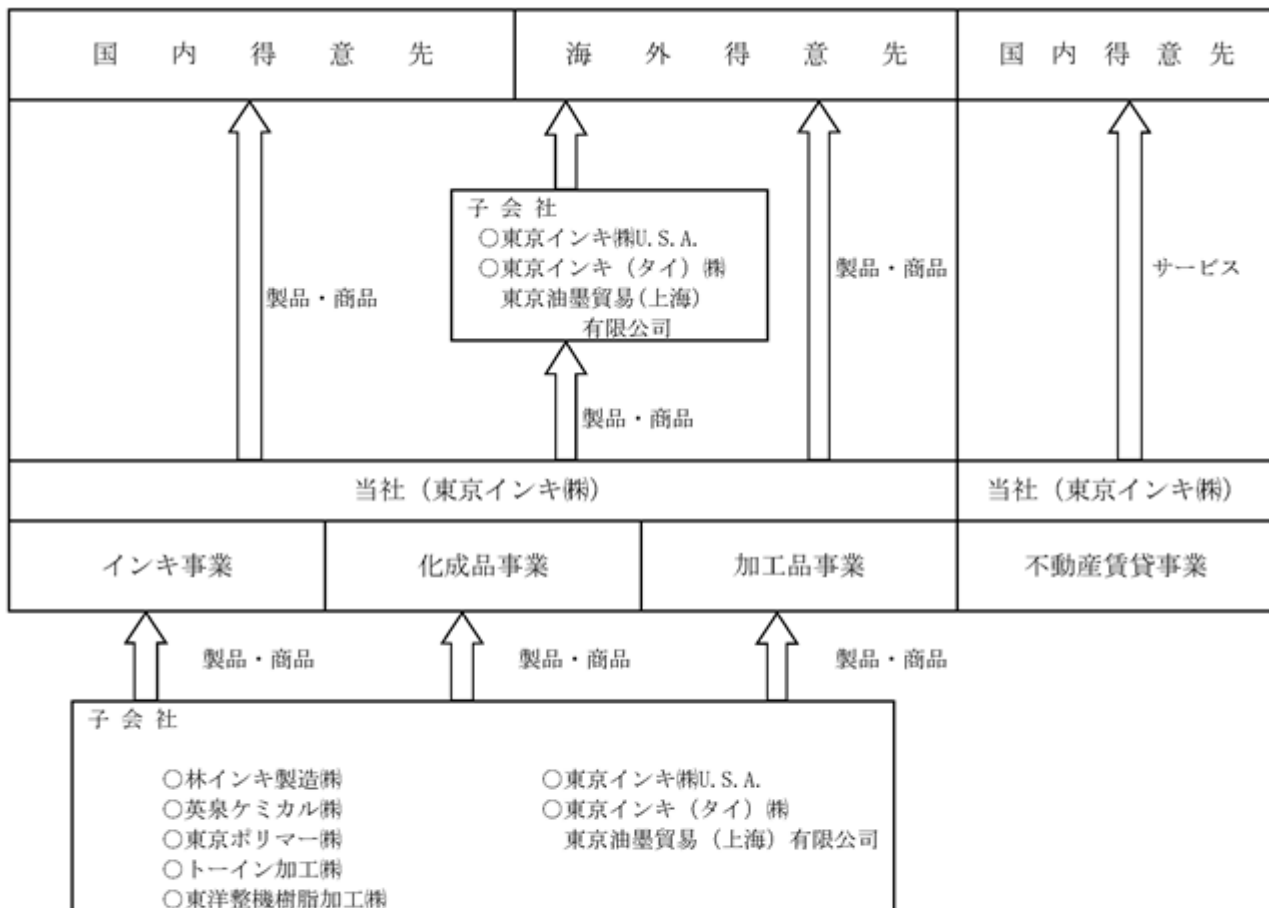 国内得意先
海外得意先
国内得意先
子会社
○東京インキ㈱U.S.A.
○東京インキ（タイ）㈱
東京油墨貿易(上海)
有限公司
製品・商品
製品・商品
サービス
製品・商品
当社（東京インキ㈱）
当社（東京インキ㈱）
インキ事業
化成品事業
加工品事業
不動産賃貸事業
製品・商品
製品・商品
製品・商品
子会社
○林インキ製造㈱
○英泉ケミカル㈱
○東京ポリマー㈱
○トーイン加工㈱
○東洋整機樹脂加工㈱
○東京インキ㈱U.S.A.
○東京インキ（タイ）㈱
東京油墨貿易（上海）有限公司